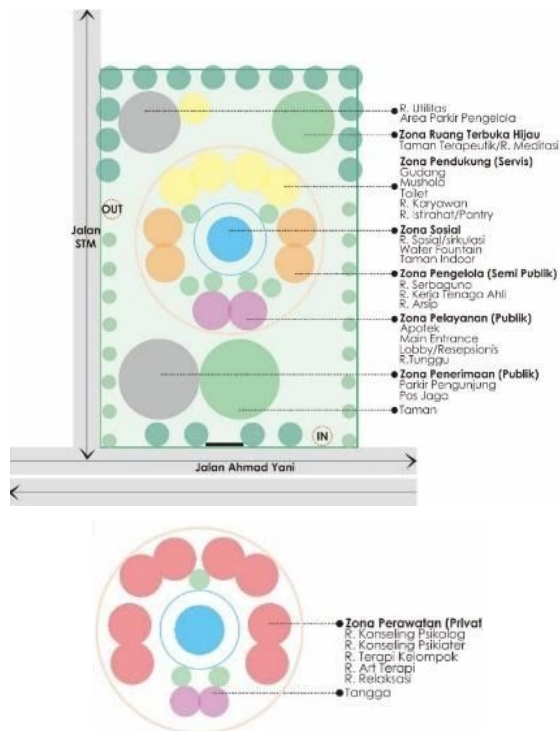 R. Utilitas
Area Parkir Pengelola
Zona Ruang Terbuka Hijau
Taman Terapeutik/R. Meditasi
Zona Pendukung (Servis)
Gudang
Mushola
Toilet
R. Karyawan
R. Istirahat/Pantry
OUT
Jalan
STM
Zona Sosial
R. Sosial/sirkulasi
Water Fountain
Taman Indoor
Zona Pengelola (Semi Publik)
R. Serbaguna
R. Kerja Tenaga Ahli
R. Arsip
Zona Pelayanan (Publik)
Apotek
Main Entrance
Lobby/Resepsionis
R.Tunggu
Zona Penerimaan (Publik)
Parkir Pengunjung
Pos Jaga
Taman
IN
Jalan Ahmad Yani
Zona Perawatan (Privat
R. Konseling Psikolog
R. Konseling Psikiater
R. Terapi Kelompok
R. Art Terapi
R. Relaksasi
Tangga